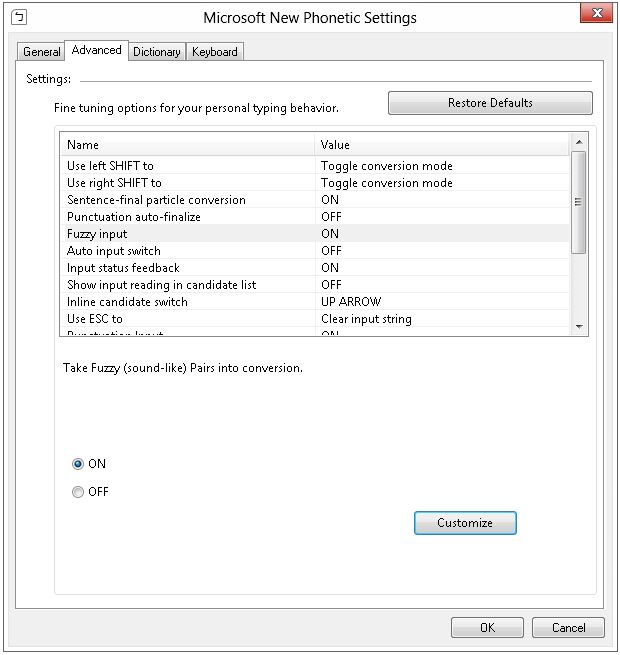 ㄅ
Microsoft New Phonetic Settings
General Advanced Dictionary Keyboard
Settings:
Fine tuning options for your personal typing behavior. Restore Defaults
Name Value
Use left SHIFT to Toggle conversion mode
Use right SHIFT to Toggle conversion mode
Sentence-final particle conversion ON
Punctuation auto-finalize OFF
Fuzzy input ON
Auto input switch OFF
Input status feedback ON
Show input reading in candidate list OFF
Inline candidate switch UP ARROW
Use ESC to Clear input string
Punctuation Input ON
Take Fuzzy (sound-like) Pairs into conversion.
ON
OFF
Customize
OK Cancel